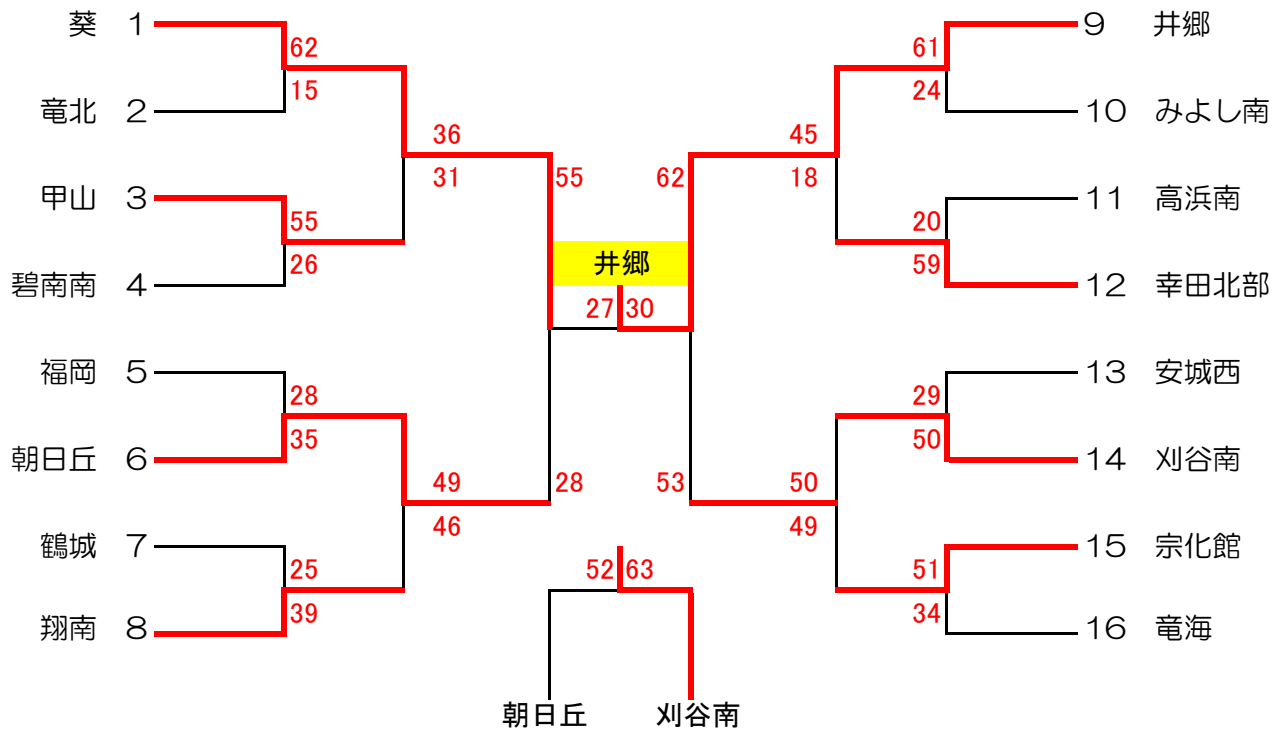 葵 1
62
15
竜北 2
36
31
甲山 3
55
26
碧南南 4
55
福岡 5
28
35
朝日丘 6
49
46
28
鶴城 7
25
39
翔南 8
井郷
27 30
52 63
朝日丘 刈谷南
9 井郷
61
24
10 みよし南
45
18
62
11 高浜南
20
59
12 幸田北部
13 安城西
29
50
14 刈谷南
53
50
49
15 宗化館
51
34
16 竜海